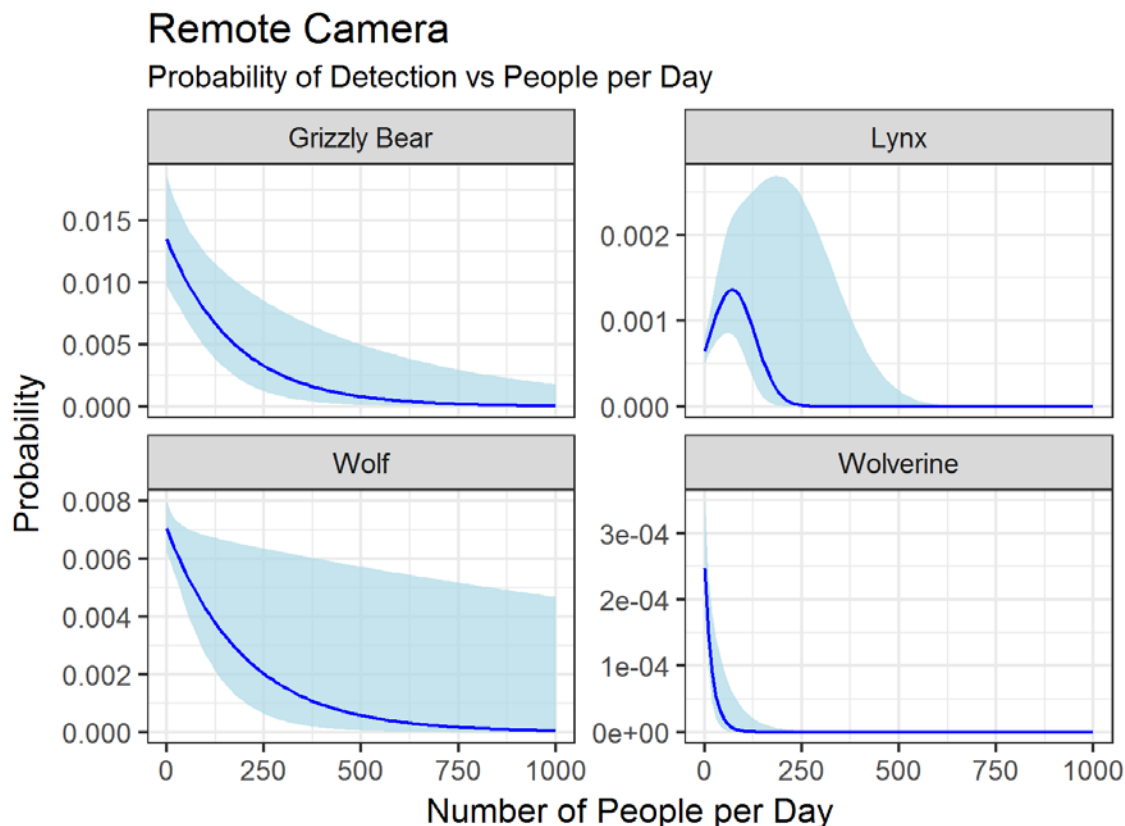 Remote Camera
Probability of Detection vs People per Day
Grizzly Bear
Lynx
0.015
0.010
0.005
0.000
0.002
0.001
0.000
Probability
Wolf
Wolverine
0.008
0.006
0.004
0.002
0.000
3e-04
2e-04
1e-04
0e+00
0 250 500 750 1000
0 250 500 750 1000
Number of People per Day